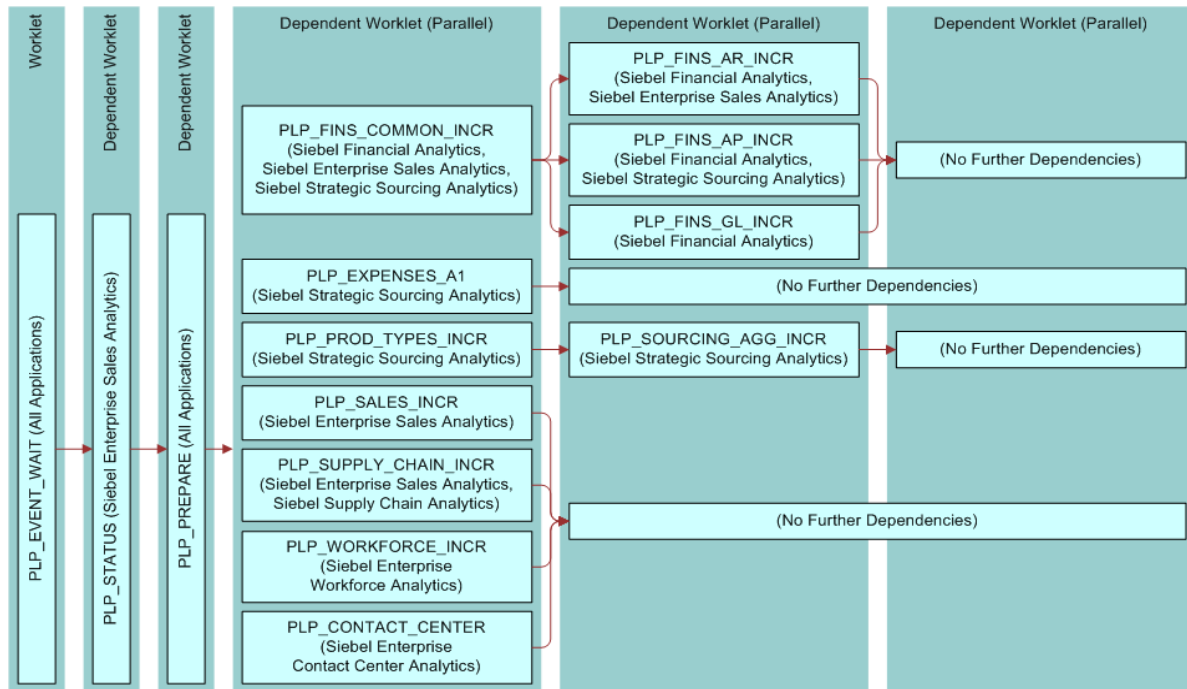 Worklet
PLP_EVENT_WAIT (All Applications)
Dependent Worklet
PLP_STATUS (Siebel Enterprise Sales Analytics)
Dependent Worklet
PLP_PREPARE (All Applications)
Dependent Worklet (Parallel)
PLP_FINS_COMMON_INCR
(Siebel Financial Analytics,
Siebel Enterprise Sales Analytics,
Siebel Strategic Sourcing Analytics)
PLP_EXPENSES_A1
(Siebel Strategic Sourcing Analytics)
PLP_PROD_TYPES_INCR
(Siebel Strategic Sourcing Analytics)
PLP_SALES_INCR
(Siebel Enterprise Sales Analytics)
PLP_SUPPLY_CHAIN_INCR
(Siebel Enterprise Sales Analytics,
Siebel Supply Chain Analytics)
PLP_WORKFORCE_INCR
(Siebel Enterprise
Workforce Analytics)
PLP_CONTACT_CENTER
(Siebel Enterprise
Contact Center Analytics)
Dependent Worklet (Parallel)
PLP_FINS_AR_INCR
(Siebel Financial Analytics,
Siebel Enterprise Sales Analytics)
PLP_FINS_AP_INCR
(Siebel Financial Analytics,
Siebel Strategic Sourcing Analytics)
PLP_FINS_GL_INCR
(Siebel Financial Analytics)
(No Further Dependencies)
PLP_SOURCING_AGG_INCR
(Siebel Strategic Sourcing Analytics)
(No Further Dependencies)
Dependent Worklet (Parallel)
(No Further Dependencies)
(No Further Dependencies)